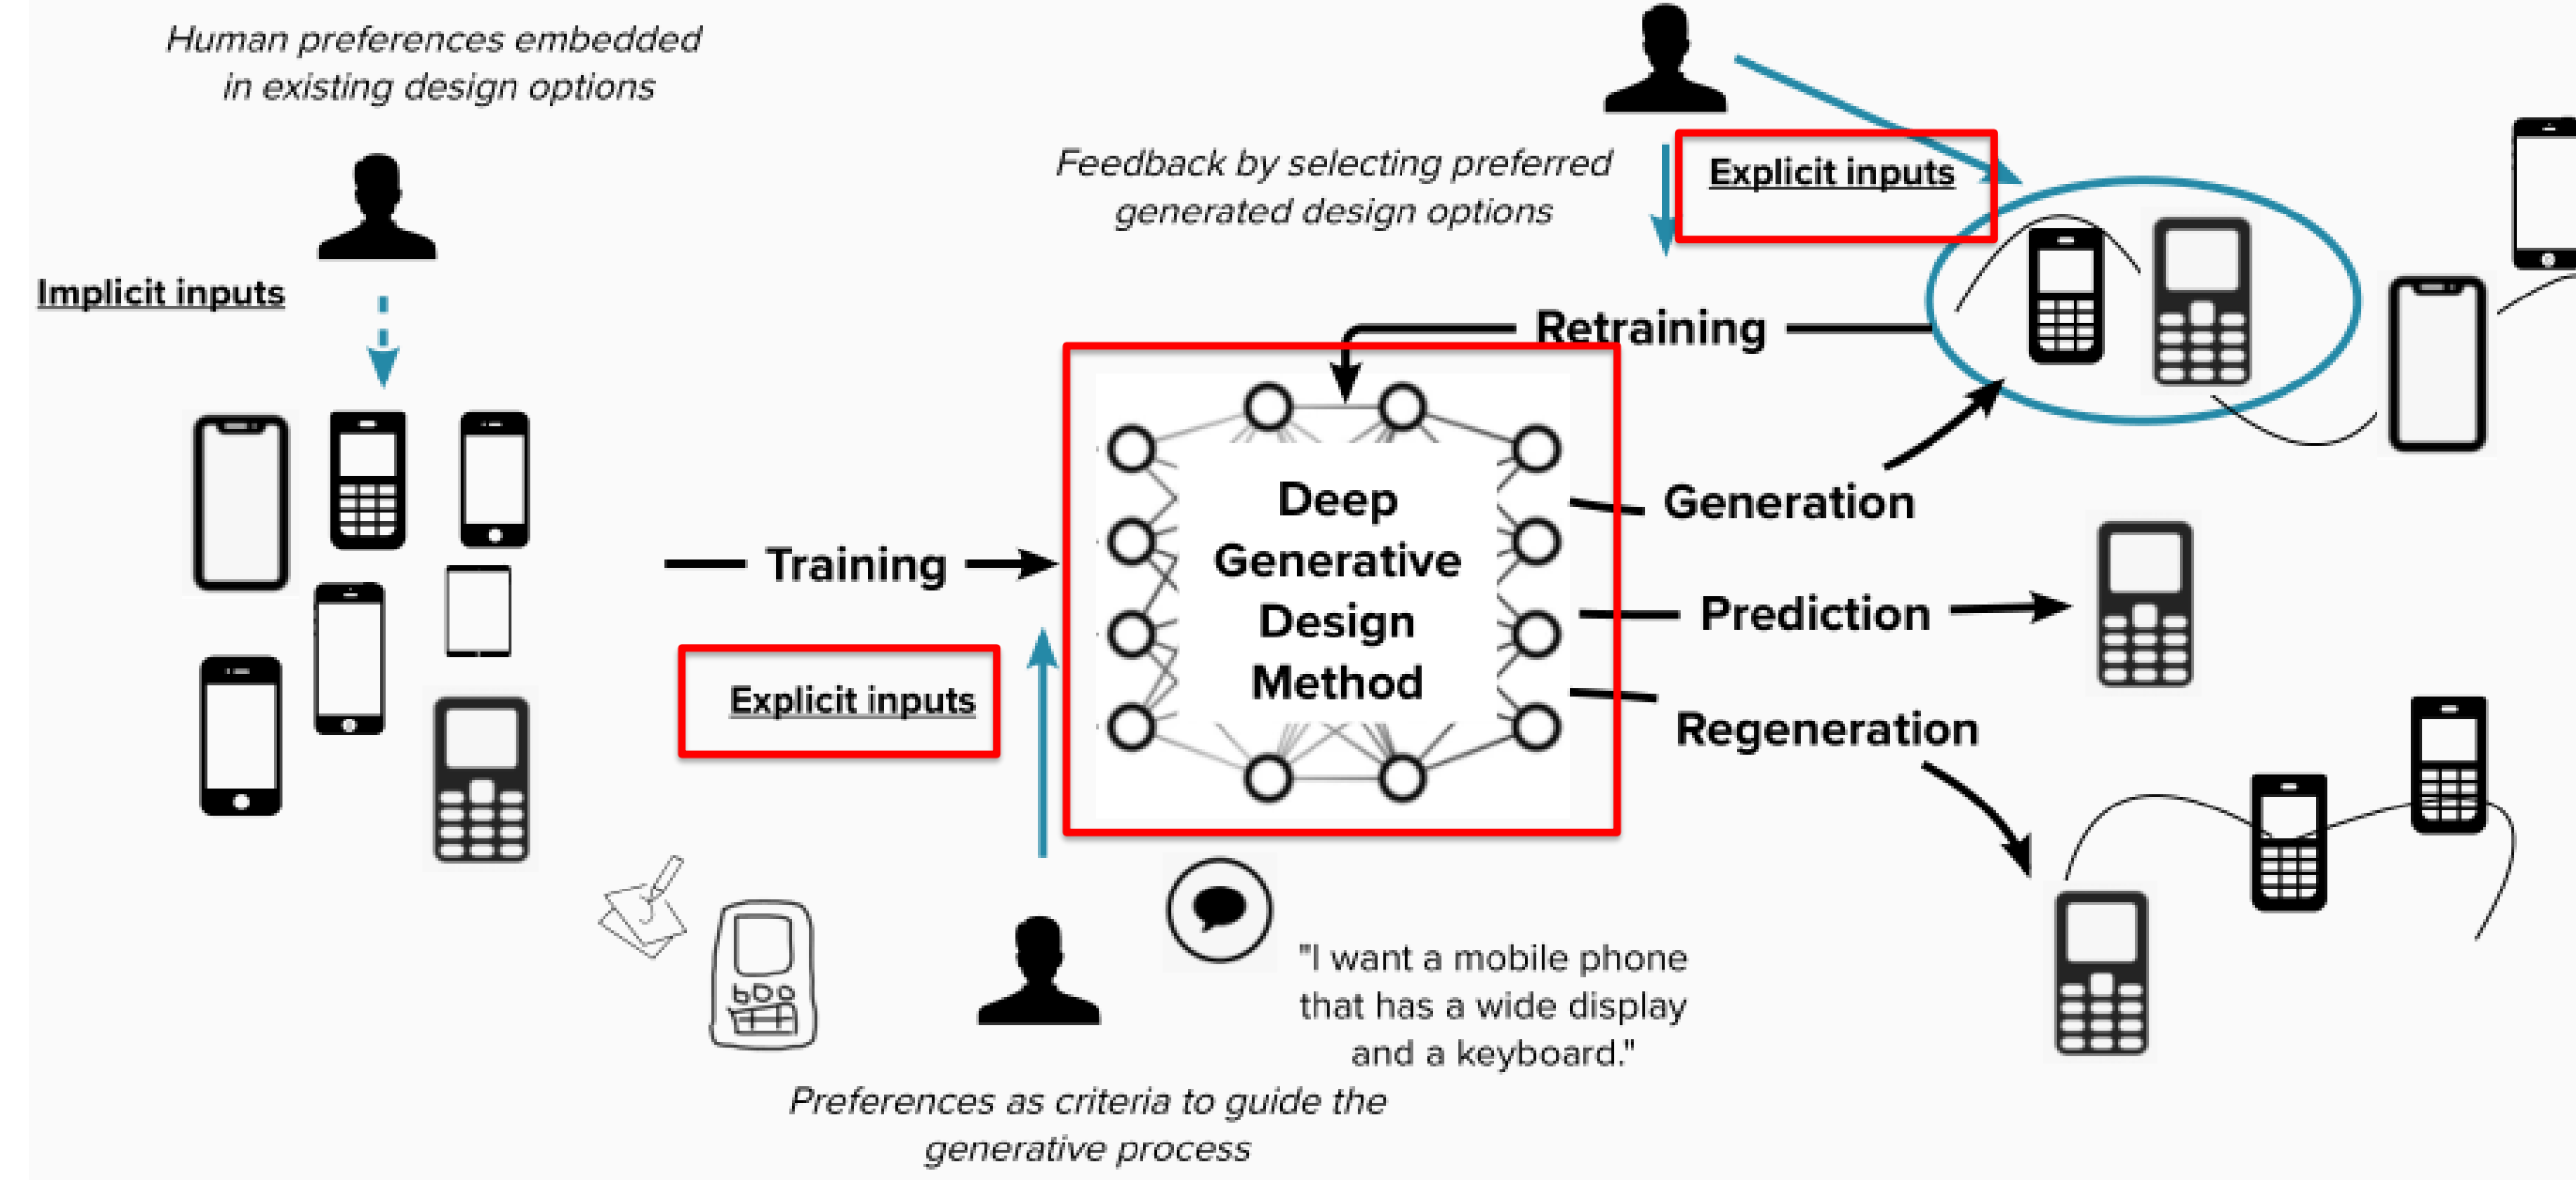 Human preferences embedded
in existing design options
Implicit inputs
Feedback by selecting preferred
generated design options
Explicit inputs
Retraining
Training
Explicit inputs
Deep
Generative
Design
Method
Generation
Prediction
Regeneration
"I want a mobile phone
that has a wide display
and a keyboard."
Preferences as criteria to guide the
generative process